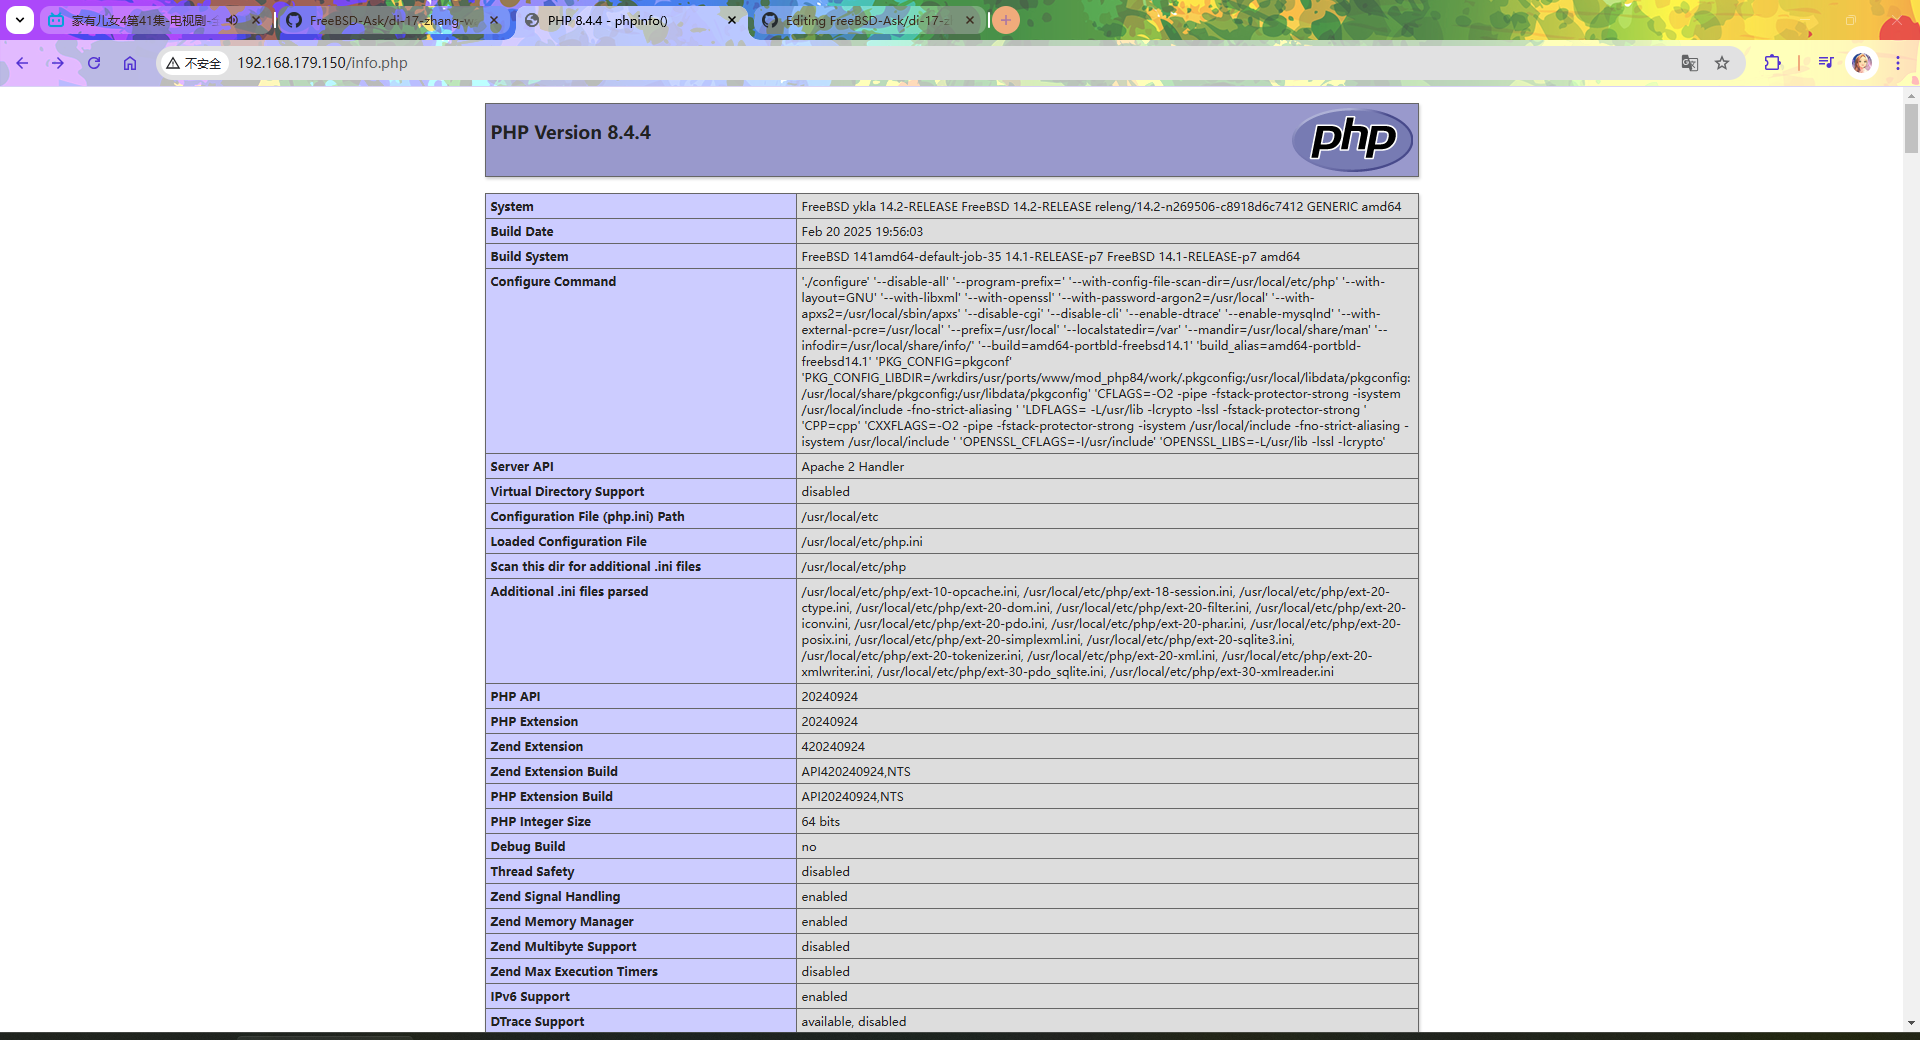 家有儿女4第41集-电视剧-全
FreeBSD-Ask/di-17-zhang-w
PHP 8.4.4 - phpinfo()
Editing FreeBSD-Ask/di-17-zh
不安全
192.168.179.150/info.php
PHP Version 8.4.4
php
System FreeBSD ykla 14.2-RELEASE FreeBSD 14.2-RELEASE releng/14.2-n269506-c8918d6c7412 GENERIC amd64
Build Date Feb 20 2025 19:56:03
Build System FreeBSD 141amd64-default-job-35 14.1-RELEASE-p7 FreeBSD 14.1-RELEASE-p7 amd64
Configure Command './configure' '--disable-all' '--program-prefix=' '--with-config-file-scan-dir=/usr/local/etc/php' '--with-
layout=GNU' '--with-libxml' '--with-openssl' '--with-password-argon2=/usr/local' '--with-
apxs2=/usr/local/sbin/apxs' '--disable-cgi' '--disable-cli' '--enable-dtrace' '--enable-mysqlnd' '--with-
external-pcre=/usr/local' '--prefix=/usr/local' '--localstatedir=/var' '--mandir=/usr/local/share/man' '--
infodir=/usr/local/share/info/' '--build=amd64-portbld-freebsd14.1' 'build_alias=amd64-portbld-
freebsd14.1' 'PKG_CONFIG=pkgconf'
'PKG_CONFIG_LIBDIR=/wrkdirs/usr/ports/www/mod_php84/work/.pkgconfig:/usr/local/libdata/pkgconfig:
/usr/local/share/pkgconfig:/usr/libdata/pkgconfig' 'CFLAGS=-O2 -pipe -fstack-protector-strong -isystem
/usr/local/include -fno-strict-aliasing ' 'LDFLAGS= -L/usr/lib -lcrypto -lssl -fstack-protector-strong '
'CPP=cpp' 'CXXFLAGS=-O2 -pipe -fstack-protector-strong -isystem /usr/local/include -fno-strict-aliasing -
isystem /usr/local/include ' 'OPENSSL_CFLAGS=-I/usr/include' 'OPENSSL_LIBS=-L/usr/lib -lssl -lcrypto'
Server API Apache 2 Handler
Virtual Directory Support disabled
Configuration File (php.ini) Path /usr/local/etc
Loaded Configuration File /usr/local/etc/php.ini
Scan this dir for additional .ini files /usr/local/etc/php
Additional .ini files parsed /usr/local/etc/php/ext-10-opcache.ini, /usr/local/etc/php/ext-18-session.ini, /usr/local/etc/php/ext-20-
ctype.ini, /usr/local/etc/php/ext-20-dom.ini, /usr/local/etc/php/ext-20-filter.ini, /usr/local/etc/php/ext-20-
iconv.ini, /usr/local/etc/php/ext-20-pdo.ini, /usr/local/etc/php/ext-20-phar.ini, /usr/local/etc/php/ext-20-
posix.ini, /usr/local/etc/php/ext-20-simplexml.ini, /usr/local/etc/php/ext-20-sqlite3.ini,
/usr/local/etc/php/ext-20-tokenizer.ini, /usr/local/etc/php/ext-20-xml.ini, /usr/local/etc/php/ext-20-
xmlwriter.ini, /usr/local/etc/php/ext-30-pdo_sqlite.ini, /usr/local/etc/php/ext-30-xmlreader.ini
PHP API 20240924
PHP Extension 20240924
Zend Extension 420240924
Zend Extension Build API420240924,NTS
PHP Extension Build API20240924,NTS
PHP Integer Size 64 bits
Debug Build no
Thread Safety disabled
Zend Signal Handling enabled
Zend Memory Manager enabled
Zend Multibyte Support disabled
Zend Max Execution Timers disabled
IPv6 Support enabled
DTrace Support available, disabled